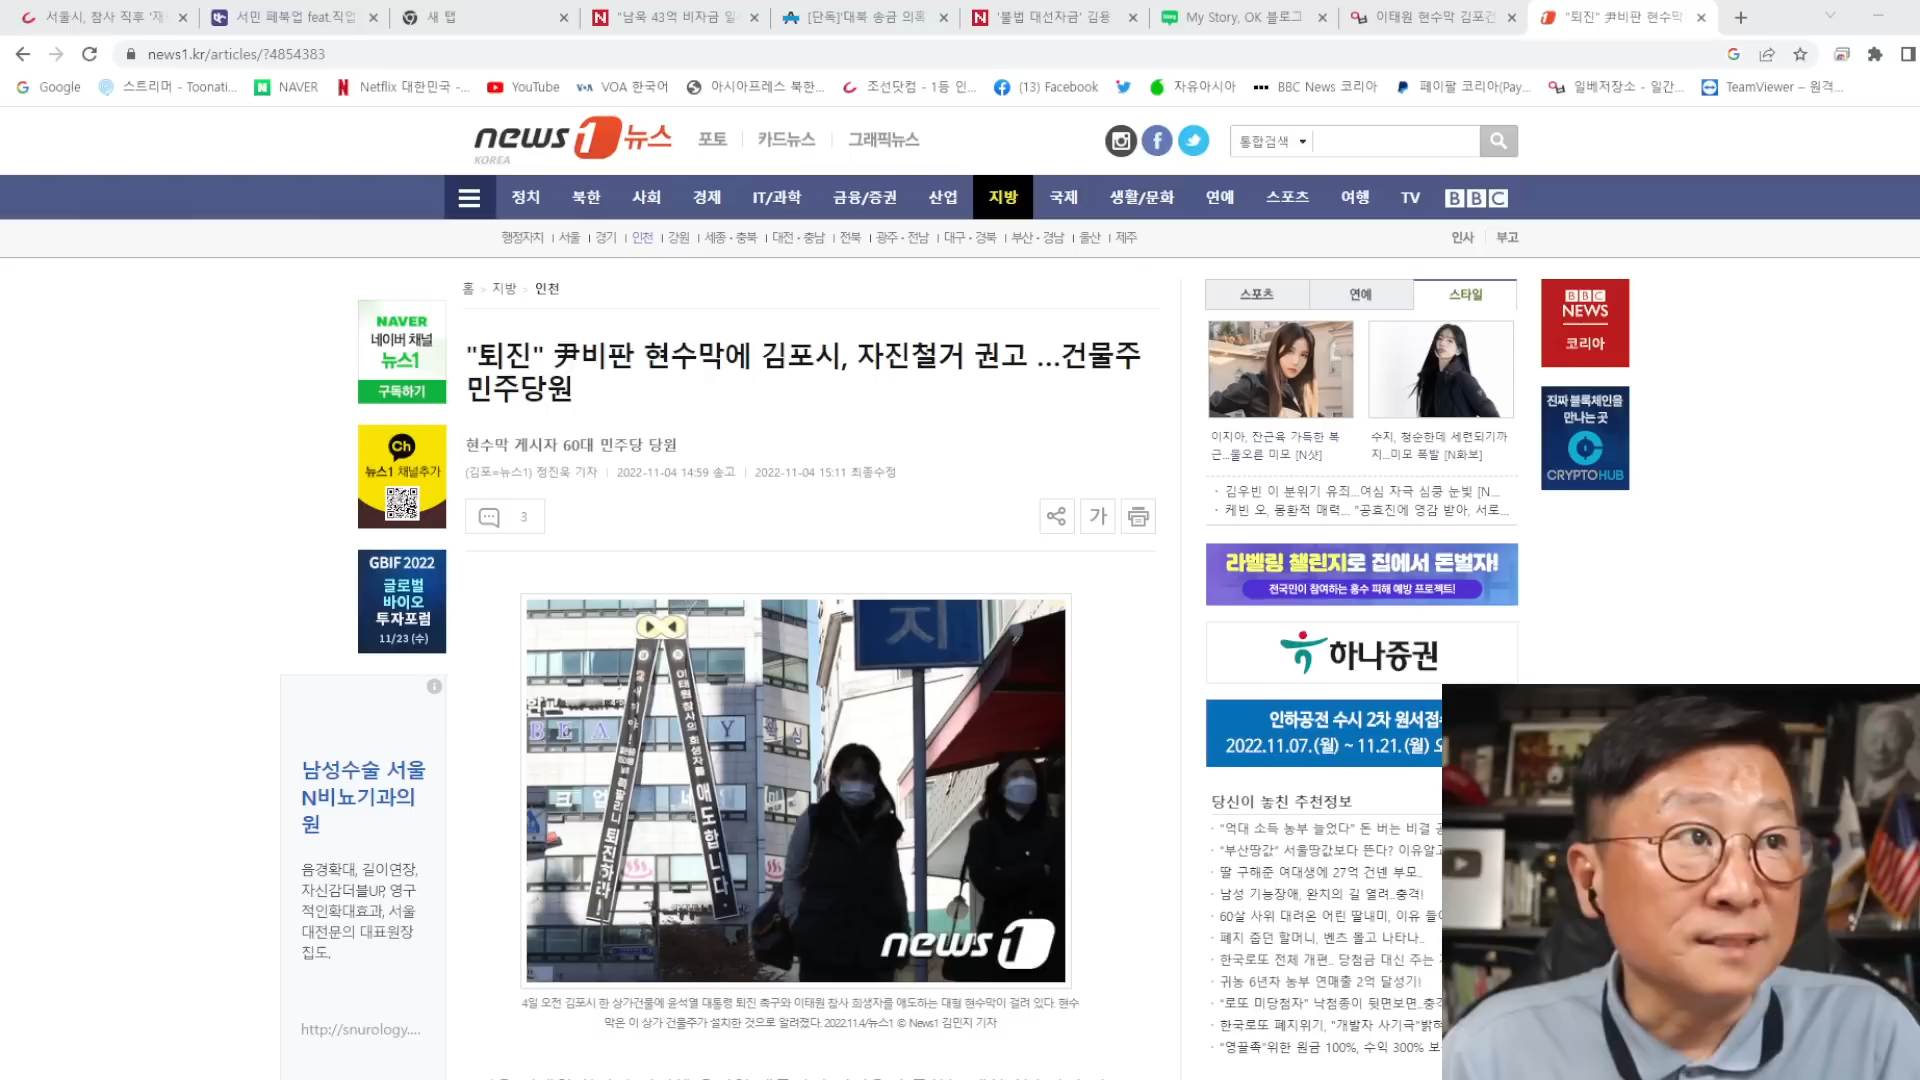 서울시, 참사 직후 '재
서민 페북업 feat.직업
새 탭
"남욱 43억 비자금 일
[단독]'대북 송금 의혹
'불법 대선자금' 김용
My Story, OK 블로그
이태원 현수막 김포건
"퇴진" 尹비판 현수막
news1.kr/articles/?4854383
Google
스트리머 - Toonati...
NAVER
Netflix 대한민국 -...
YouTube
VOA 한국어
아시아프레스 북한...
조선닷컴 - 1등 인...
(13) Facebook
자유아시아
BBC News 코리아
페이팔 코리아(Pay...
일베저장소 - 일간...
TeamViewer – 원격...
news1뉴스
KOREA
포토
카드뉴스
그래픽뉴스
통합검색
정치 북한 사회 경제 IT/과학 금융/증권 산업 지방 국제 생활/문화 연예 스포츠 여행 TV BBC
행정자치 서울 경기 인천 강원 세종·충북 대전·충남 전북 광주·전남 대구·경북 부산·경남 울산 제주
인사 부고
홈 > 지방 > 인천
"퇴진" 尹비판 현수막에 김포시, 자진철거 권고 ...건물주
민주당원
현수막 게시자 60대 민주당 당원
(김포=뉴스1) 정진욱 기자 | 2022-11-04 14:59 송고 | 2022-11-04 15:11 최종수정
3
가
NAVER
네이버 채널
뉴스1
구독하기
Ch
뉴스1 채널추가
GBIF 2022
글로벌
바이오
투자포럼
11/23 (수)
남성수술 서울
N비뇨기과의
원
음경확대, 길이연장,
자신감더블UP, 영구
적인확대효과, 서울
대전문의 대표원장
집도.
http://snurology....
지
BEA Y
이태원 참사의 희생자를 애도합니다.
퇴진하라!
news1
4일 오전 김포시 한 상가건물에 윤석열 대통령 퇴진 촉구와 이태원 참사 희생자를 애도하는 대형 현수막이 걸려 있다. 현수
막은 이 상가 건물주가 설치한 것으로 알려졌다. 2022.11.4/뉴스1 © News1 김민지 기자
스포츠
연예
스타일
이지아, 잔근육 가득한 복
근...물오른 미모 [N샷]
수지, 청순한데 세련되기까
지...미모 폭발 [N화보]
· 김우빈 이 분위기 유죄...여심 자극 심쿵 눈빛 [N...
· 케빈 오, 몽환적 매력... "공효진에 영감 받아, 서로...
라벨링 챌린지로 집에서 돈벌자!
전국민이 참여하는 홍수 피해 예방 프로젝트!
하나증권
인하공전 수시 2차 원서접수
2022.11.07.(월) ~ 11.21.(월) 오
당신이 놓친 추천정보
· "억대 소득 농부 늘었다" 돈 버는 비결 공
· "부산땅값" 서울땅값보다 뜬다? 이유알고
· 딸 구해준 여대생에 27억 건넨 부모..
· 남성 기능장애, 완치의 길 열려..충격!
· 60살 사위 대려온 어린 딸내미, 이유 들어
· 폐지 줍던 할머니, 벤츠 몰고 나타나..
· 한국로또 전체 개편.. 당첨금 대신 주는
· 귀농 6년차 농부 연매출 2억 달성기!
· "로또 미당첨자" 낙첨종이 뒷면보면..충격
· 한국로또 폐지위기, "개발자 사기극"밝혀
· "영끌족"위한 원금 100%, 수익 300% 보
BBC
NEWS
코리아
진짜 블록체인을
만나는 곳
CRYPTOHUB